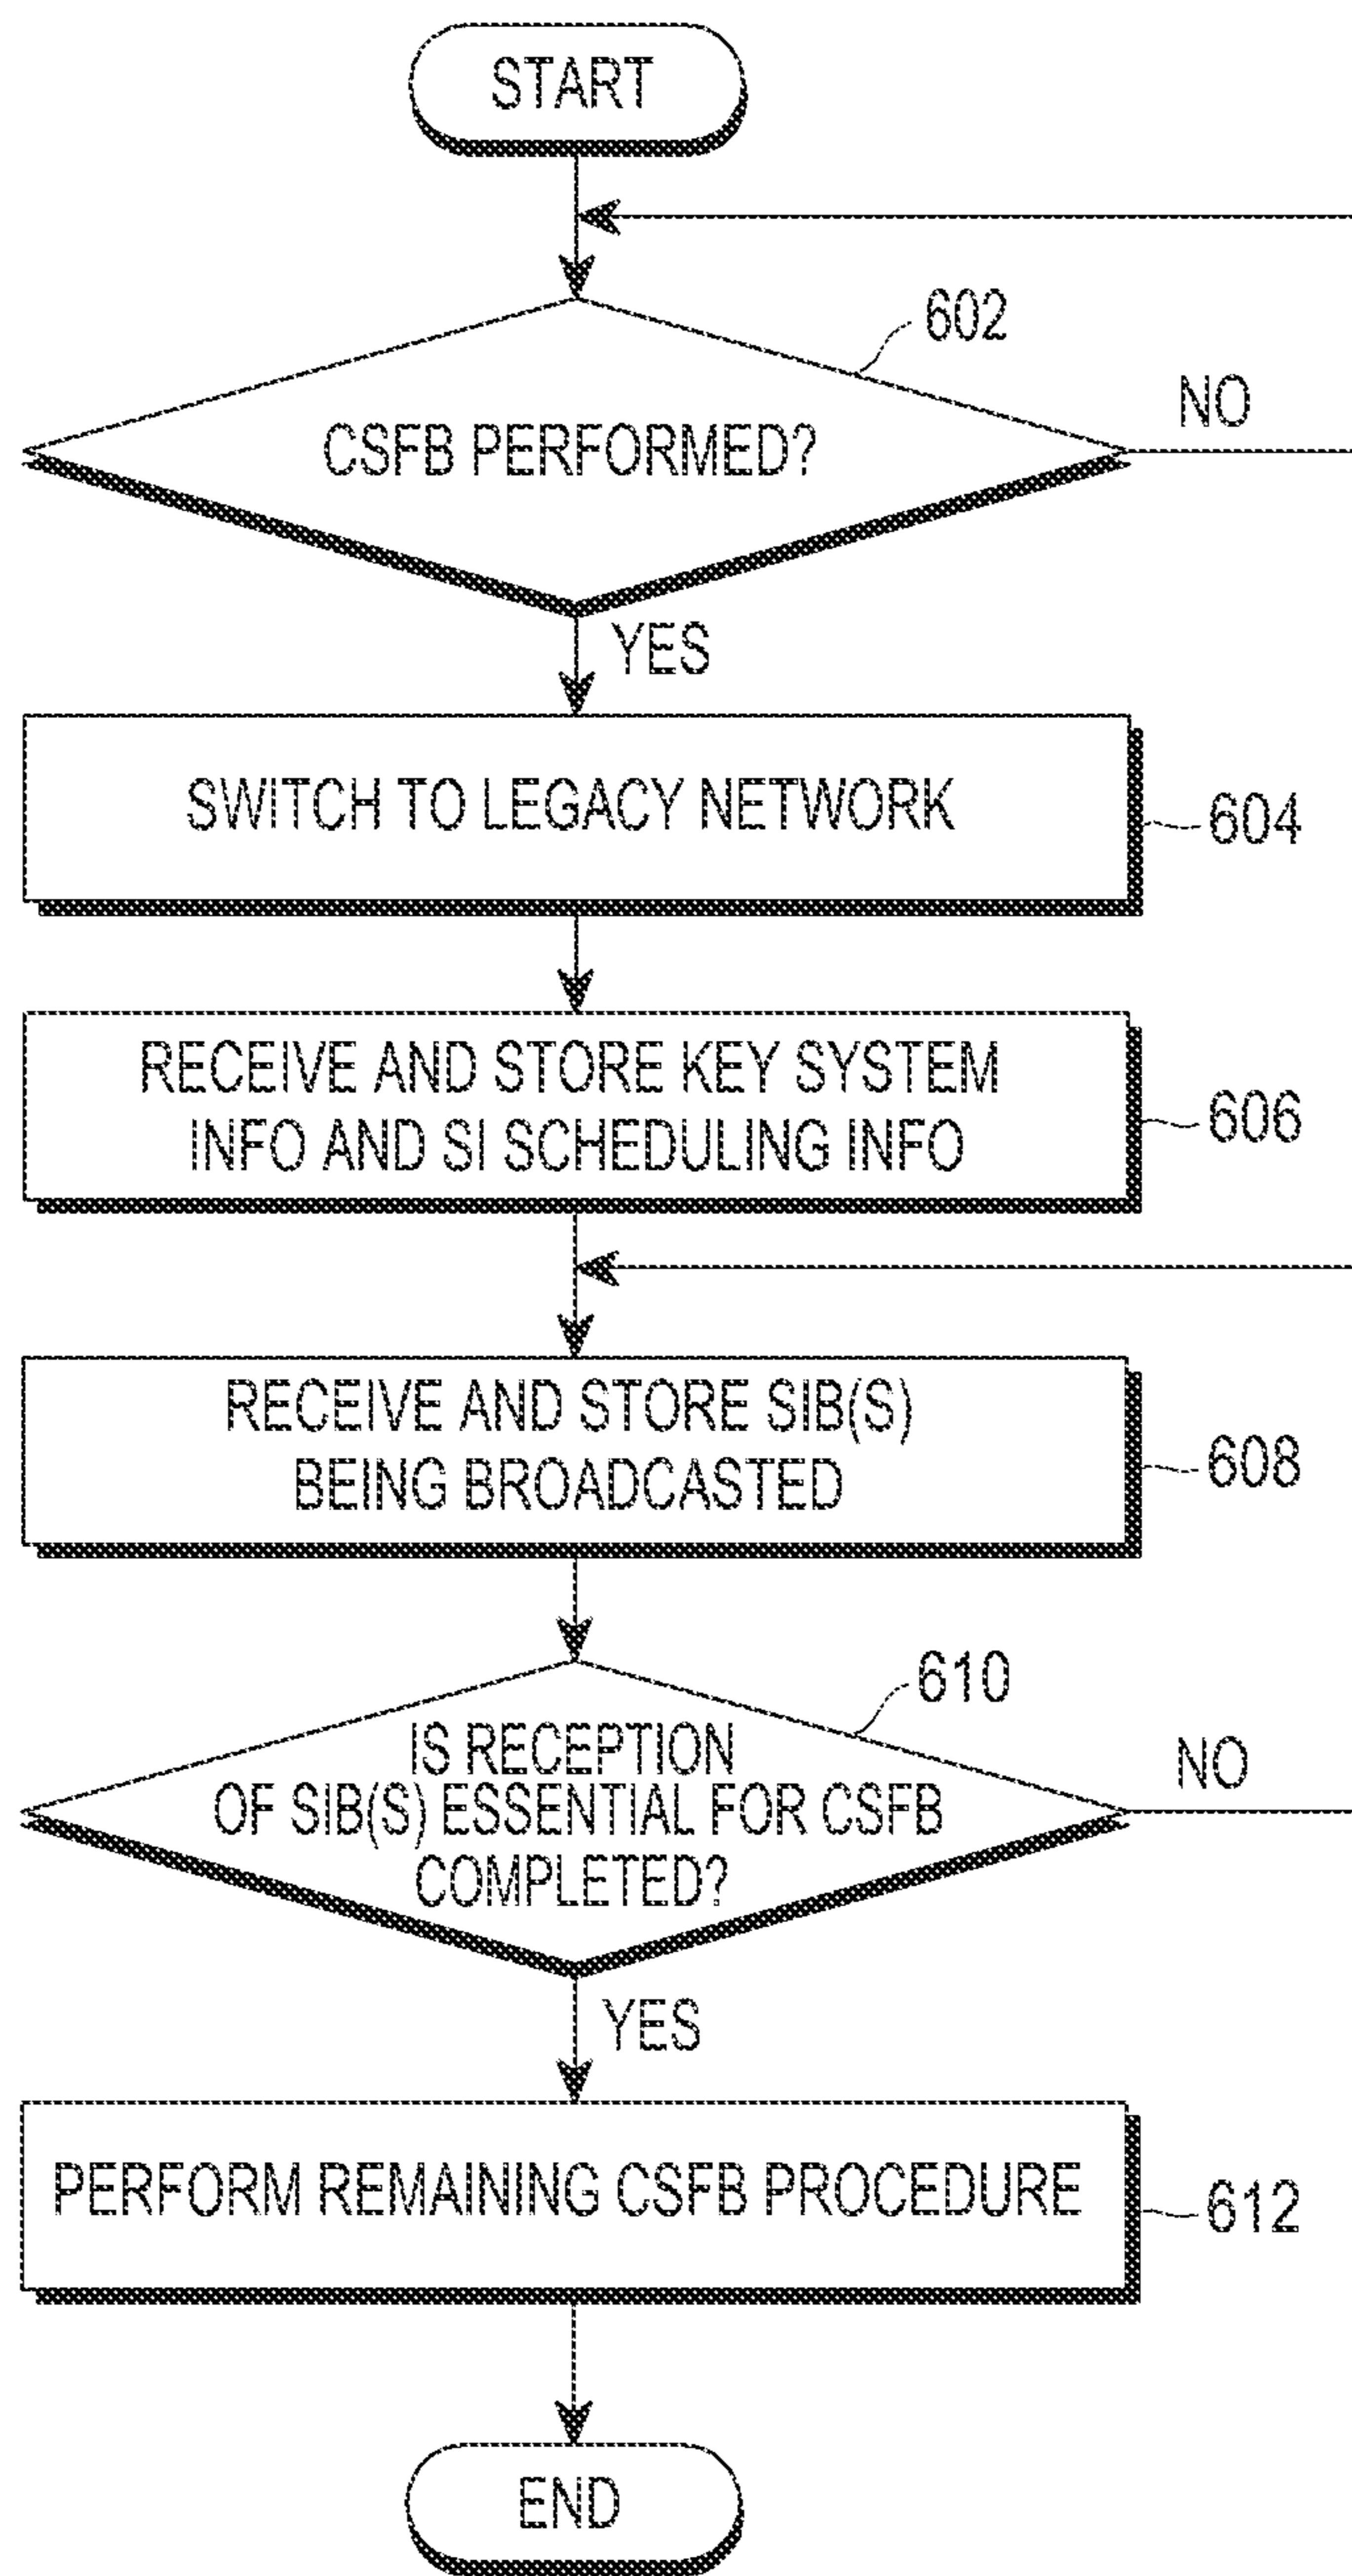 START
602
NO
CSFB PERFORMED?
YES
SWITCH TO LEGACY NETWORK
604
RECEIVE AND STORE KEY SYSTEM
INFO AND SI SCHEDULING INFO
606
RECEIVE AND STORE SIB(S)
BEING BROADCASTED
608
610
IS RECEPTION
NO
OF SIB(S) ESSENTIAL FOR CSFB
COMPLETED?
YES
PERFORM REMAINING CSFB PROCEDURE
612
END